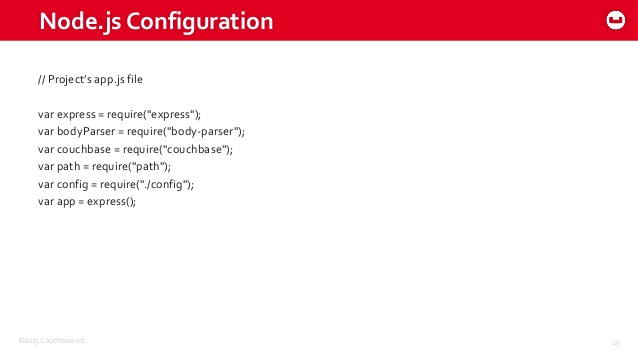 Node.js Configuration
// Project's app.js file
var express = require("express");
var bodyParser = require("body-parser");
var couchbase = require("couchbase");
var path = require("path");
var config = require("./config");
var app = express();
©2015 Couchbase Inc.
25